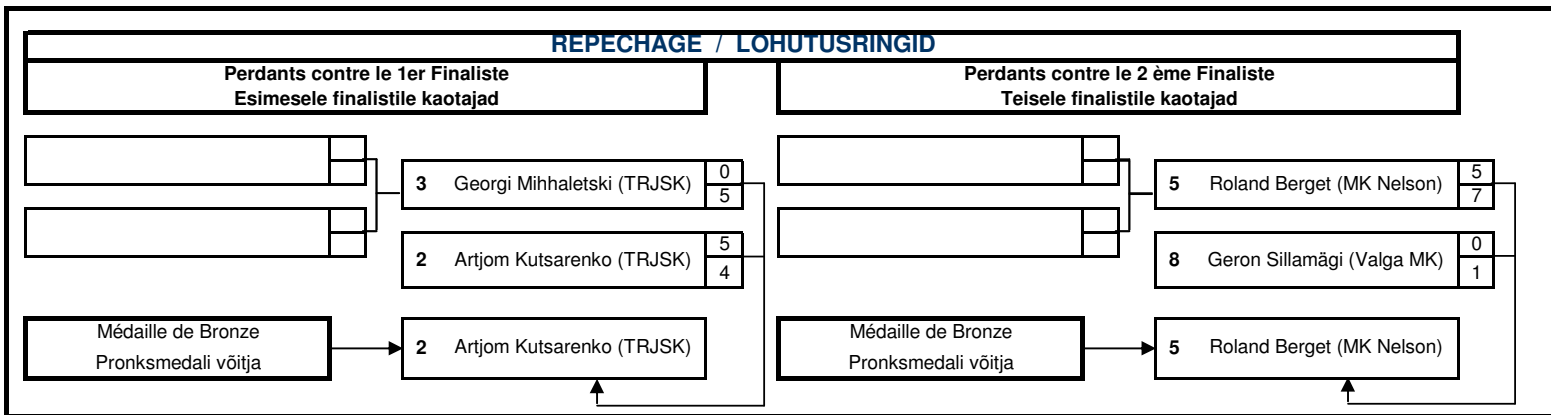 REPECHAGE / LOHUTUSRINGID
Perdants contre le 1er Finaliste
Esimesele finalistile kaotajad
Perdants contre le 2 ème Finaliste
Teisele finalistile kaotajad
3 Georgi Mihhaletski (TRJSK) 0
5
2 Artjom Kutsarenko (TRJSK) 5
4
Médaille de Bronze
Pronksmedali võitja
2 Artjom Kutsarenko (TRJSK)
5 Roland Berget (MK Nelson) 5
7
8 Geron Sillamägi (Valga MK) 0
1
Médaille de Bronze
Pronksmedali võitja
5 Roland Berget (MK Nelson)